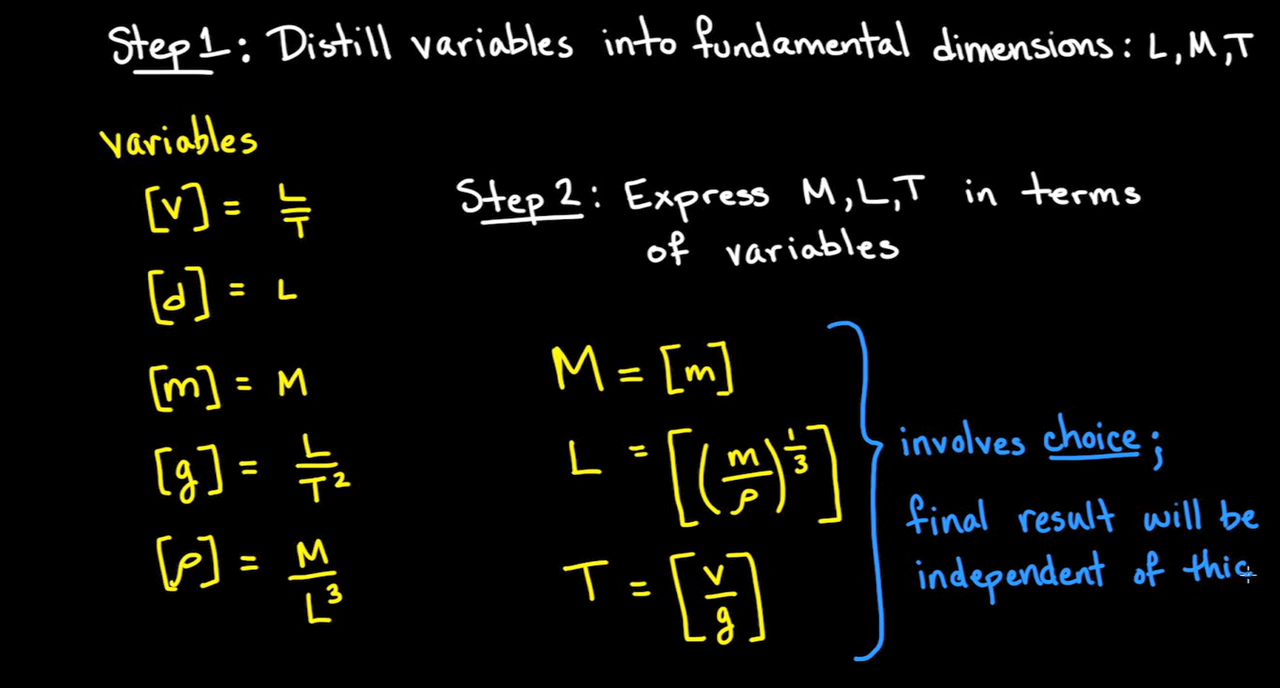 Step 1: Distill variables into fundamental dimensions: L, M, T
variables
[v] = L/T
[d] = L
[m] = M
[g] = L/T²
[ρ] = M/L³
Step 2: Express M, L, T in terms
of variables
M = [m]
L = [(m/ρ)^(1/3)]
T = [v/g]
involves choice;
final result will be
independent of